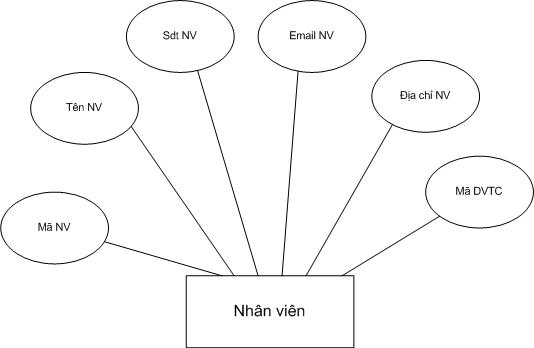 Sdt NV
Email NV
Tên NV
Địa chỉ NV
Mã NV
Mã DVTC
Nhân viên